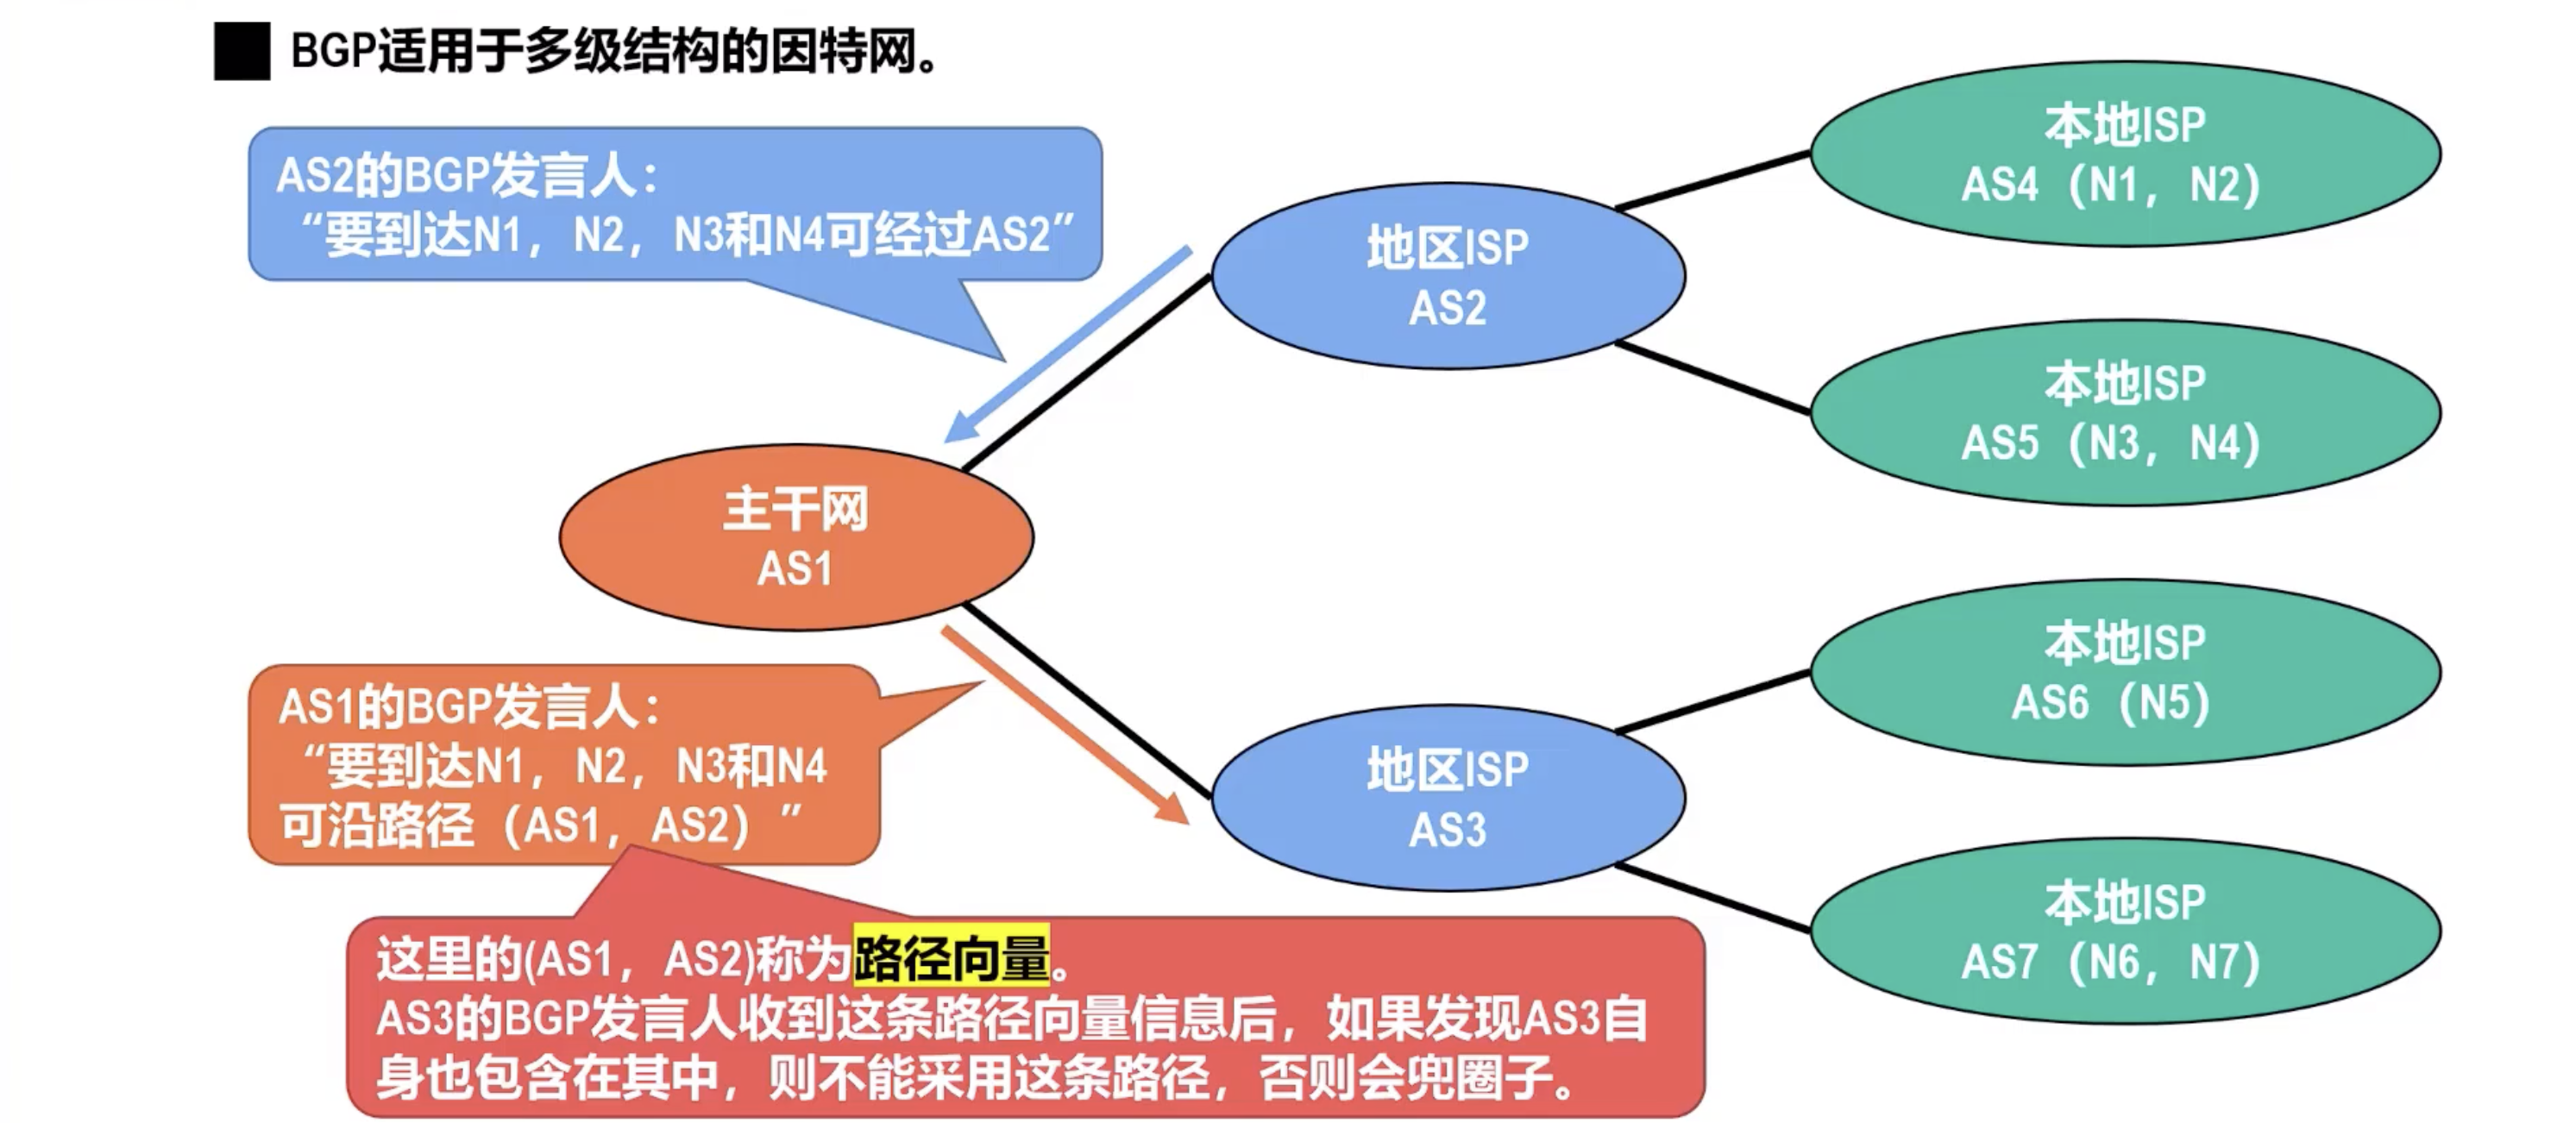 BGP适用于多级结构的因特网。
AS2的BGP发言人：
“要到达N1，N2，N3和N4可经过AS2”
本地ISP
AS4（N1，N2）
地区ISP
AS2
本地ISP
AS5（N3，N4）
主干网
AS1
AS1的BGP发言人：
“要到达N1，N2，N3和N4
可沿路径（AS1，AS2）”
本地ISP
AS6（N5）
地区ISP
AS3
本地ISP
AS7（N6，N7）
这里的(AS1，AS2)称为路径向量。
AS3的BGP发言人收到这条路径向量信息后，如果发现AS3自
身也包含在其中，则不能采用这条路径，否则会兜圈子。